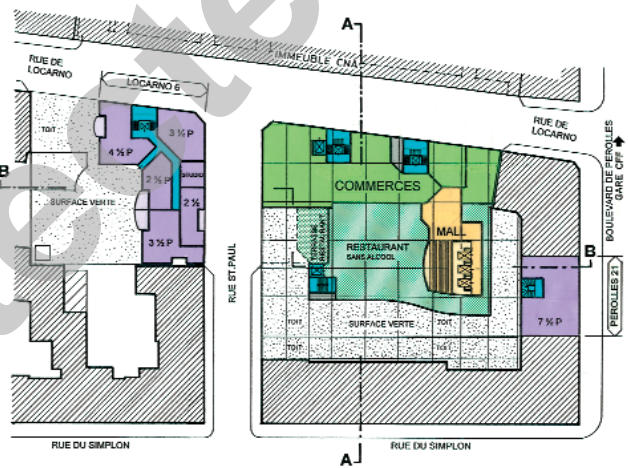 A
IMMEUBLE CNA
RUE DE
LOCARNO
LOCARNO 6
RUE DE
LOCARNO
BOULEVARD DE PEROLLES
GARE CFF
TOIT
3 ½ P
4 ½ P
2 ½ P
STUDIO
2 ½
B
SURFACE VERTE
3 ½ P
COMMERCES
MALL
TERRASSE
RESTAURANT
RESTAURANT
SANS ALCOOL
B
RUE ST.PAUL
PEROLLES 21
TOIT
SURFACE VERTE
TOIT
7 ½ P
TOIT
TOIT
RUE DU SIMPLON
RUE DU SIMPLON
A